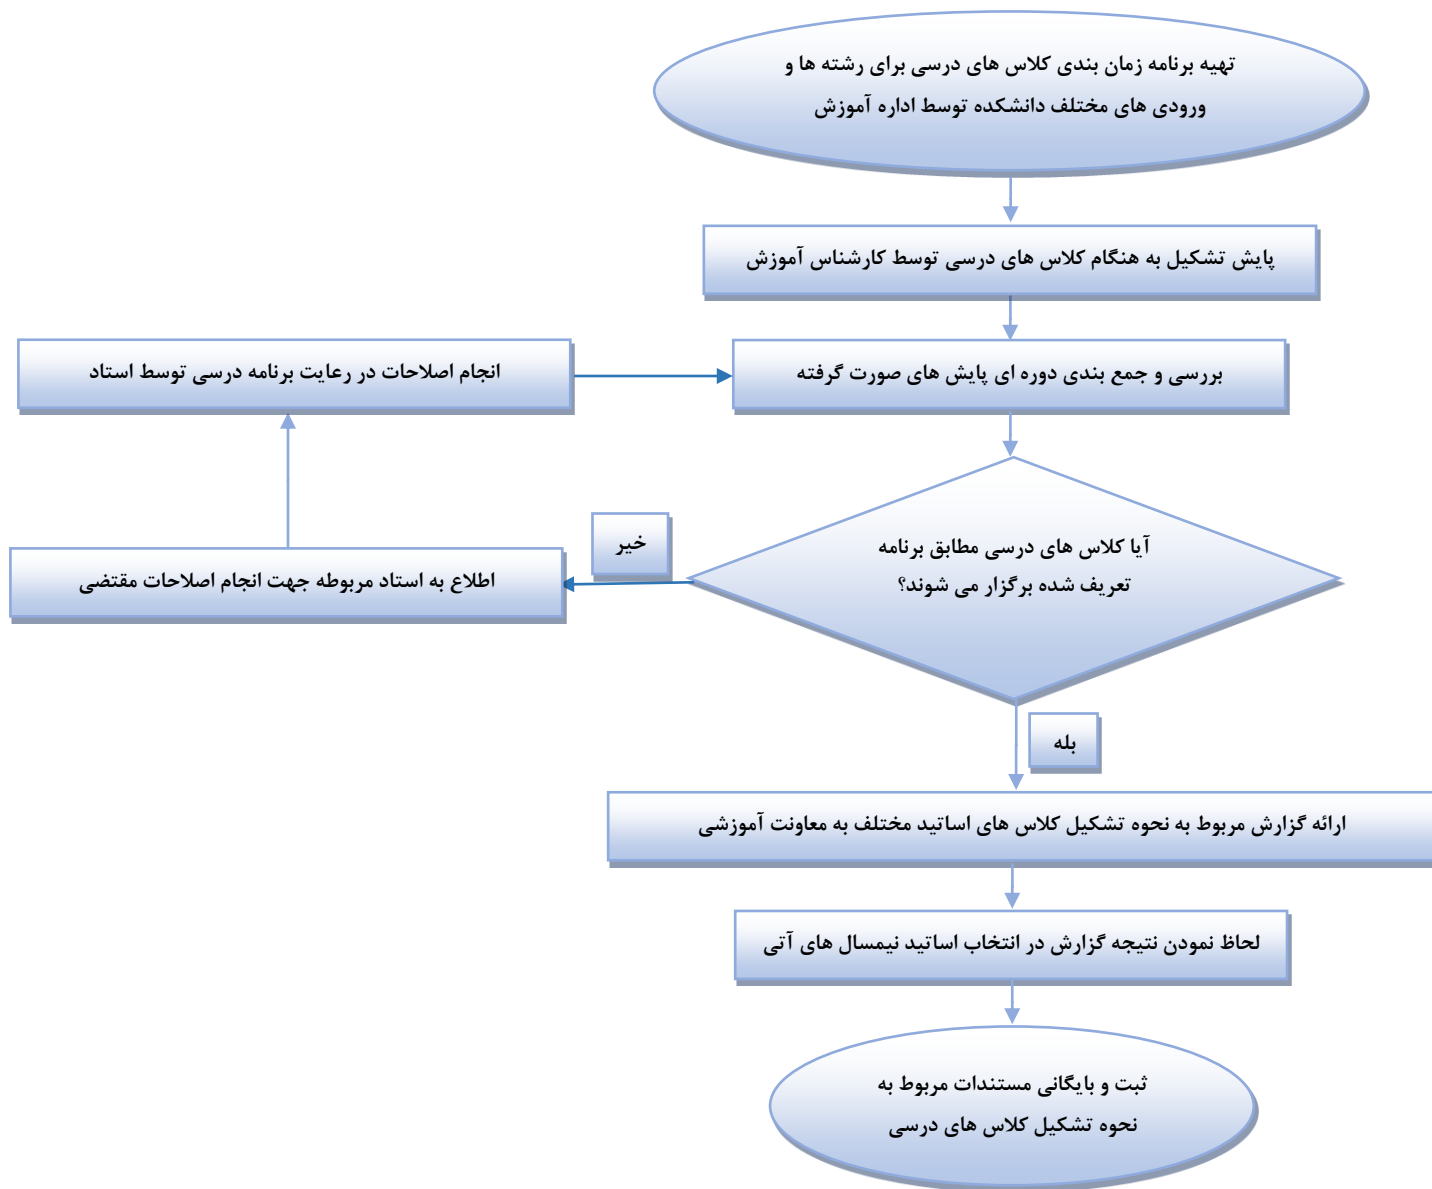 تهیه برنامه زمان بندی کلاس های درسی برای رشته ها و
ورودی های مختلف دانشکده توسط اداره آموزش
پایش تشکیل به هنگام کلاس های درسی توسط کارشناس آموزش
بررسی و جمع بندی دوره ای پایش های صورت گرفته
انجام اصلاحات در رعایت برنامه درسی توسط استاد
آیا کلاس های درسی مطابق برنامه
تعریف شده برگزار می شوند؟
خیر
اطلاع به استاد مربوطه جهت انجام اصلاحات مقتضی
بله
ارائه گزارش مربوط به نحوه تشکیل کلاس های اساتید مختلف به معاونت آموزشی
لحاظ نمودن نتیجه گزارش در انتخاب اساتید نیمسال های آتی
ثبت و بایگانی مستندات مربوط به
نحوه تشکیل کلاس های درسی